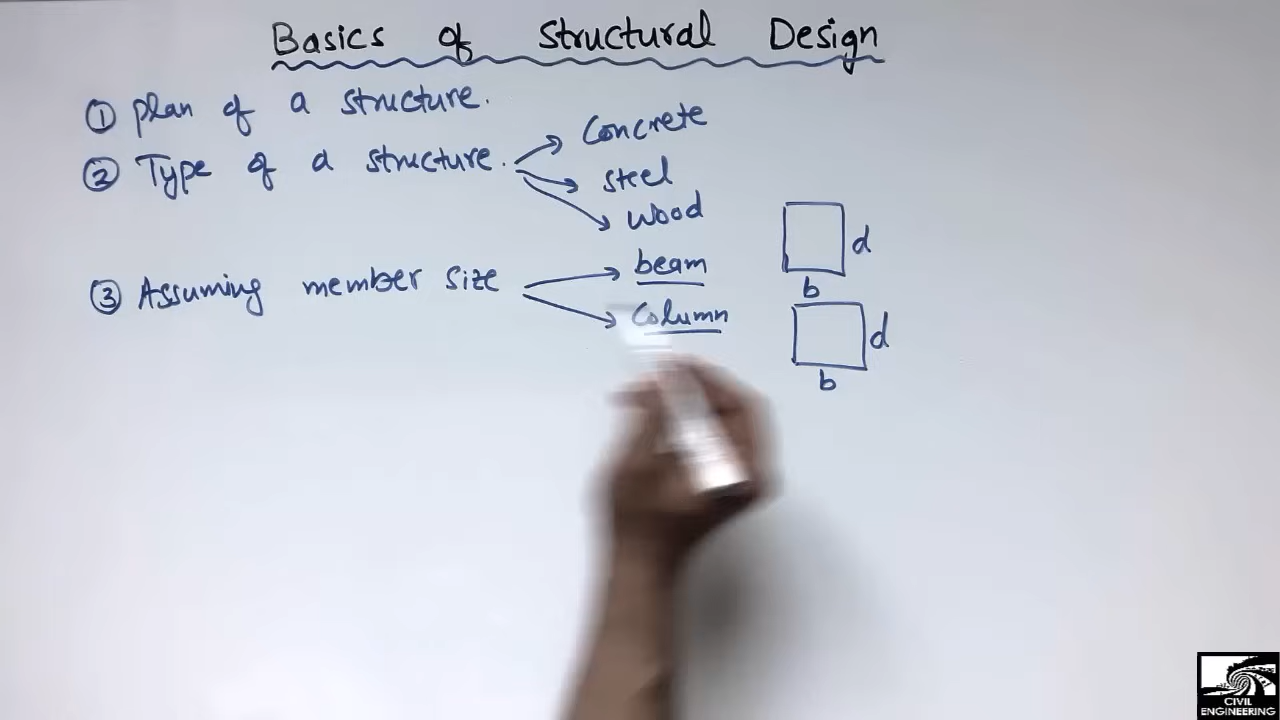 Basics of Structural Design
① Plan of a structure.
② Type of a structure.
Concrete
Steel
Wood
③ Assuming member size
beam
Column
d
b
d
b
CIVIL
ENGINEERING